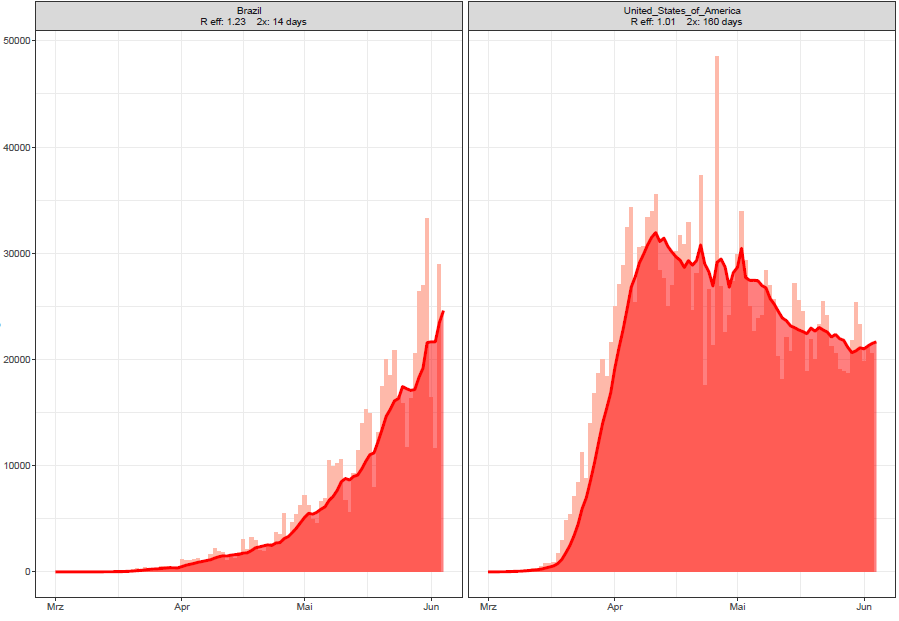 Brazil
R eff: 1.23 2x: 14 days
United_States_of_America
R eff: 1.01 2x: 160 days
50000
40000
30000
20000
10000
0
Mrz Apr Mai Jun
Mrz Apr Mai Jun